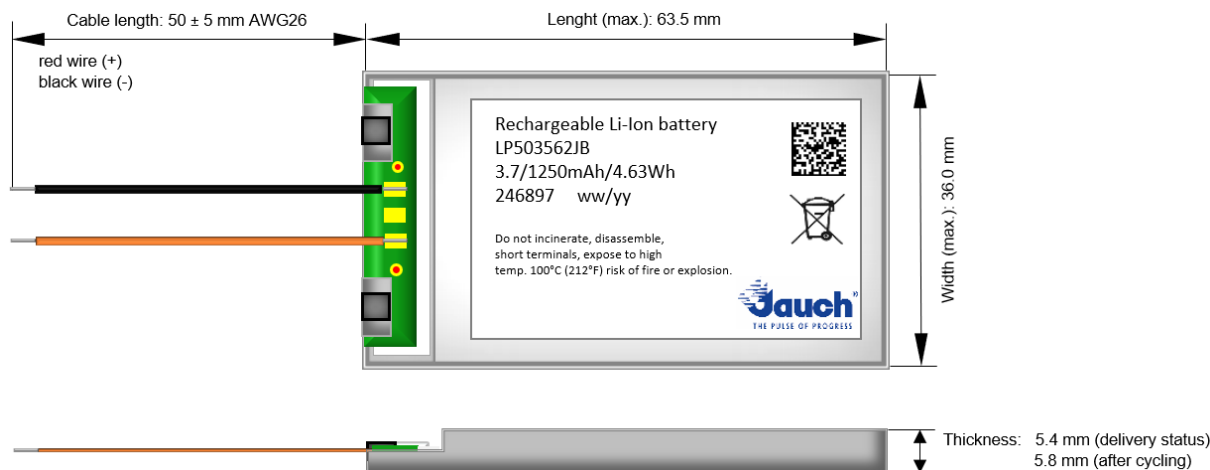 Cable length: 50 ± 5 mm AWG26
Lenght (max.): 63.5 mm
red wire (+)
black wire (-)
Rechargeable Li-Ion battery
LP503562JB
3.7/1250mAh/4.63Wh
246897 ww/yy
Do not incinerate, disassemble,
short terminals, expose to high
temp. 100°C (212°F) risk of fire or explosion.
Jauch®
THE PULSE OF PROGRESS
Width (max.): 36.0 mm
Thickness: 5.4 mm (delivery status)
5.8 mm (after cycling)